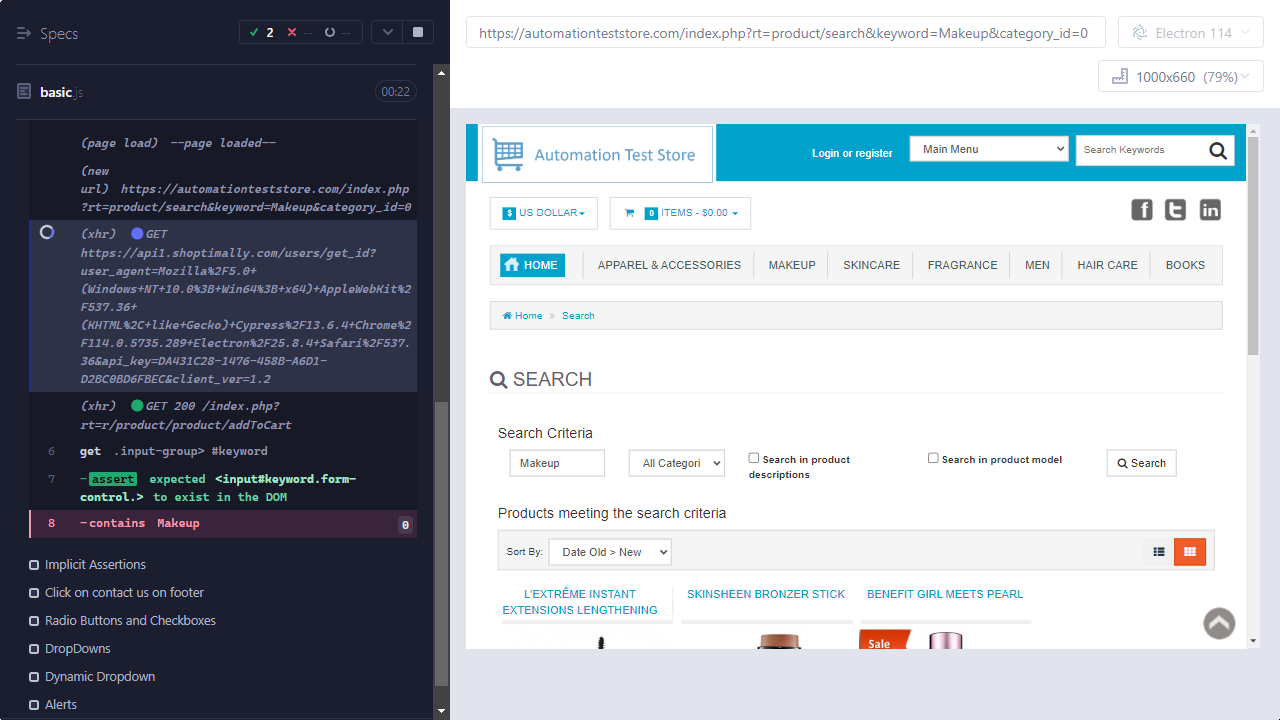 Specs
2
--
--
basic.js
00:22
(page load) --page loaded--
(new
url) https://automationteststore.com/index.php
?rt=product/search&keyword=Makeup&category_id=0
(xhr) GET
https://api1.shoptimally.com/users/get_id?
user_agent=Mozilla%2F5.0+
(Windows+NT+10.0%3B+Win64%3B+x64)+AppleWebKit%2
F537.36+
(KHTML%2C+like+Gecko)+Cypress%2F13.6.4+Chrome%2
F114.0.5735.289+Electron%2F25.8.4+Safari%2F537.
36&api_key=DA431C28-1476-458B-A6D1-
D2BC0BD6FBEC&client_ver=1.2
(xhr) GET 200 /index.php?
rt=r/product/product/addToCart
6 get .input-group> #keyword
7 -assert expected <input#keyword.form-
control.> to exist in the DOM
8 -contains Makeup 0
Implicit Assertions
Click on contact us on footer
Radio Buttons and Checkboxes
DropDowns
Dynamic Dropdown
Alerts
https://automationteststore.com/index.php?rt=product/search&keyword=Makeup&category_id=0
Electron 114
1000x660 (79%)
Automation Test Store
Login or register
Main Menu
Search Keywords
$ US DOLLAR
0 ITEMS - $0.00
HOME
APPAREL & ACCESSORIES
MAKEUP
SKINCARE
FRAGRANCE
MEN
HAIR CARE
BOOKS
Home » Search
SEARCH
Search Criteria
Makeup
All Categori
Search in product
descriptions
Search in product model
Search
Products meeting the search criteria
Sort By:
Date Old > New
L'EXTRÊME INSTANT
EXTENSIONS LENGTHENING
SKINSHEEN BRONZER STICK
BENEFIT GIRL MEETS PEARL
Sale